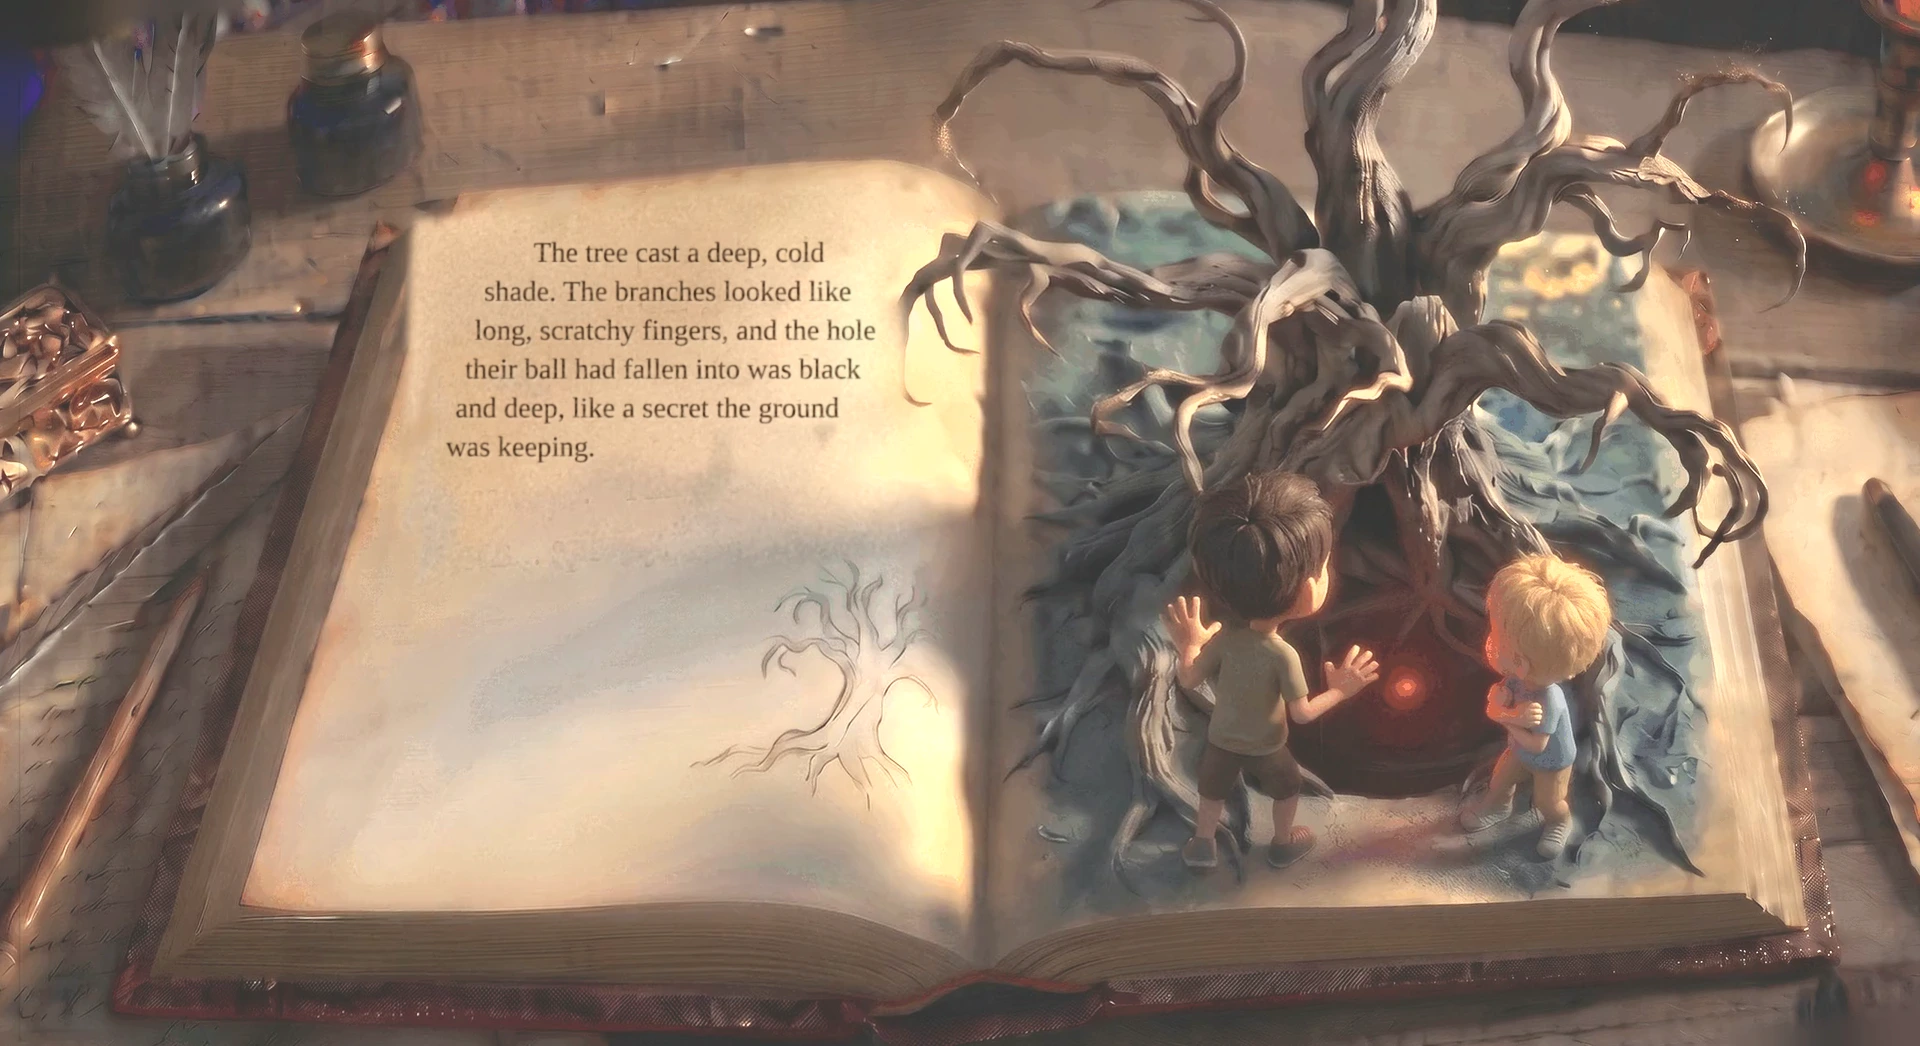 The tree cast a deep, cold
shade. The branches looked like
long, scratchy fingers, and the hole
their ball had fallen into was black
and deep, like a secret the ground
was keeping.